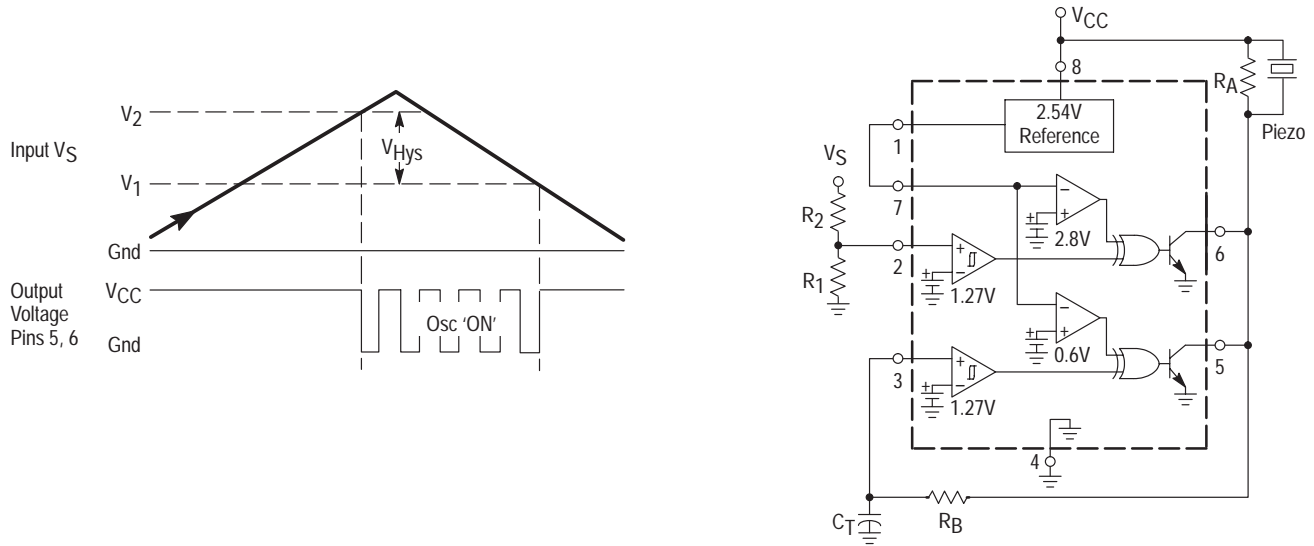 V2
Input VS
VHys
V1
Gnd
Output
Voltage
Pins 5, 6
VCC
Osc 'ON'
Gnd
VCC
8
RA
Piezo
2.54V
Reference
1
VS
7
R2
2.8V
6
2
R1
1.27V
0.6V
5
3
1.27V
4
CT
RB